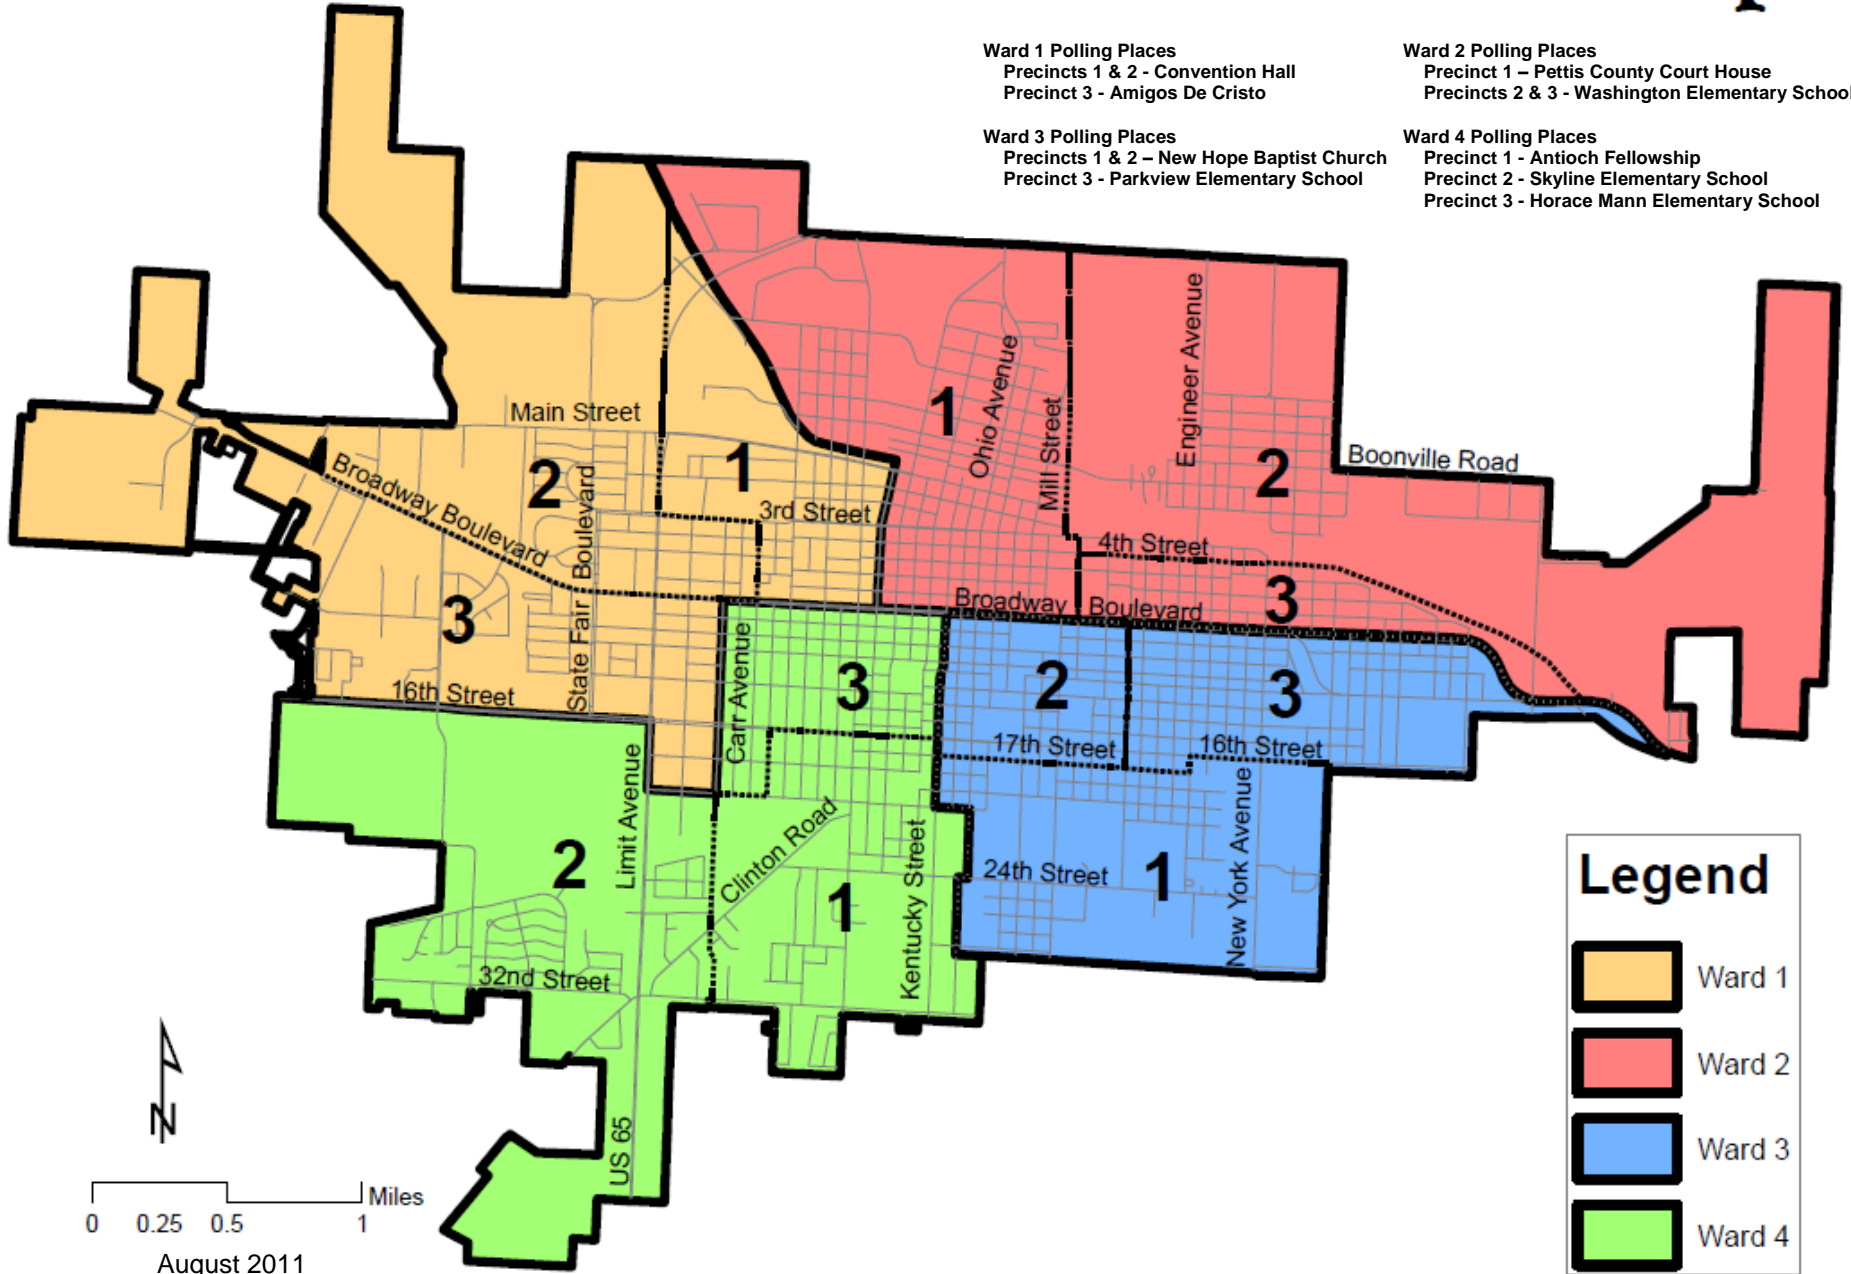 Ward 1 Polling Places
Precincts 1 & 2 - Convention Hall
Precinct 3 - Amigos De Cristo
Ward 2 Polling Places
Precinct 1 – Pettis County Court House
Precincts 2 & 3 - Washington Elementary School
Ward 3 Polling Places
Precincts 1 & 2 – New Hope Baptist Church
Precinct 3 - Parkview Elementary School
Ward 4 Polling Places
Precinct 1 - Antioch Fellowship
Precinct 2 - Skyline Elementary School
Precinct 3 - Horace Mann Elementary School
Main Street
Broadway Boulevard
2
State Fair Boulevard
1
3rd Street
3
16th Street
1
Ohio Avenue
Mill Street
Engineer Avenue
2
Boonville Road
4th Street
3
Broadway Boulevard
Carr Avenue
3
2
17th Street
3
16th Street
New York Avenue
1
24th Street
Limit Avenue
2
Clinton Road
1
Kentucky Street
32nd Street
US 65
N
Miles
0 0.25 0.5 1
August 2011
Legend
Ward 1
Ward 2
Ward 3
Ward 4